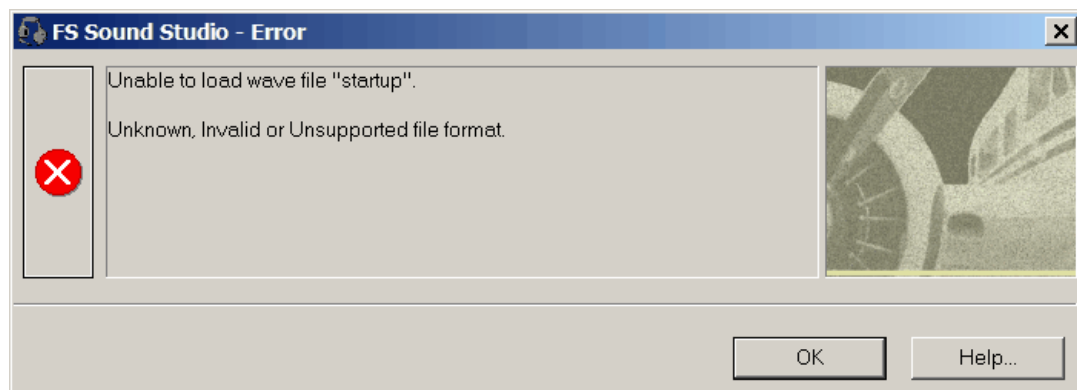 FS Sound Studio - Error
Unable to load wave file "startup".
Unknown, Invalid or Unsupported file format.
OK
Help...